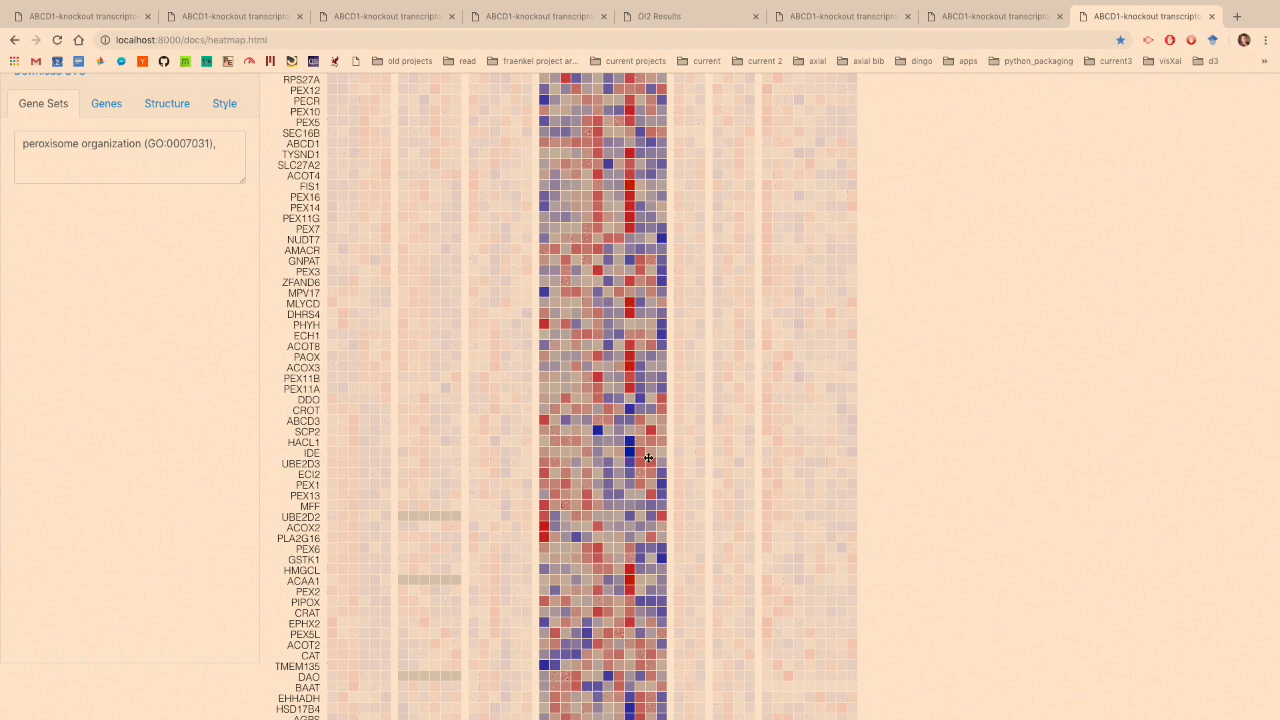 ABCD1-knockout transcripto
ABCD1-knockout transcripto
ABCD1-knockout transcripto
ABCD1-knockout transcripto
Ol2 Results
ABCD1-knockout transcripto
ABCD1-knockout transcripto
ABCD1-knockout transcripto
localhost:8000/docs/heatmap.html
old projects
read
fraenkel project ar...
current projects
current
current 2
axial
axial bib
dingo
apps
python_packaging
current3
visXai
d3
»
Download SVG
Gene Sets
Genes
Structure
Style
peroxisome organization (GO:0007031),
RPS27A
PEX12
PECR
PEX10
PEX5
SEC16B
ABCD1
TYSND1
SLC27A2
ACOT4
FIS1
PEX16
PEX14
PEX11G
PEX7
NUDT7
AMACR
GNPAT
PEX3
ZFAND6
MPV17
MLYCD
DHRS4
PHYH
ECH1
ACOT8
PAOX
ACOX3
PEX11B
PEX11A
DDO
CROT
ABCD3
SCP2
HACL1
IDE
UBE2D3
ECI2
PEX1
PEX13
MFF
UBE2D2
ACOX2
PLA2G16
PEX6
GSTK1
HMGCL
ACAA1
PEX2
PIPOX
CRAT
EPHX2
PEX5L
ACOT2
CAT
TMEM135
DAO
BAAT
EHHADH
HSD17B4
AGPS